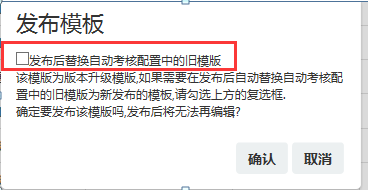 发布模板
发布后替换自动考核配置中的旧模版
该模版为版本升级模版,如果需要在发布后自动替换自动考核配
置中的旧模版为新发布的模板,请勾选上方的复选框.
确定要发布该模版吗,发布后将无法再编辑?
确认 取消